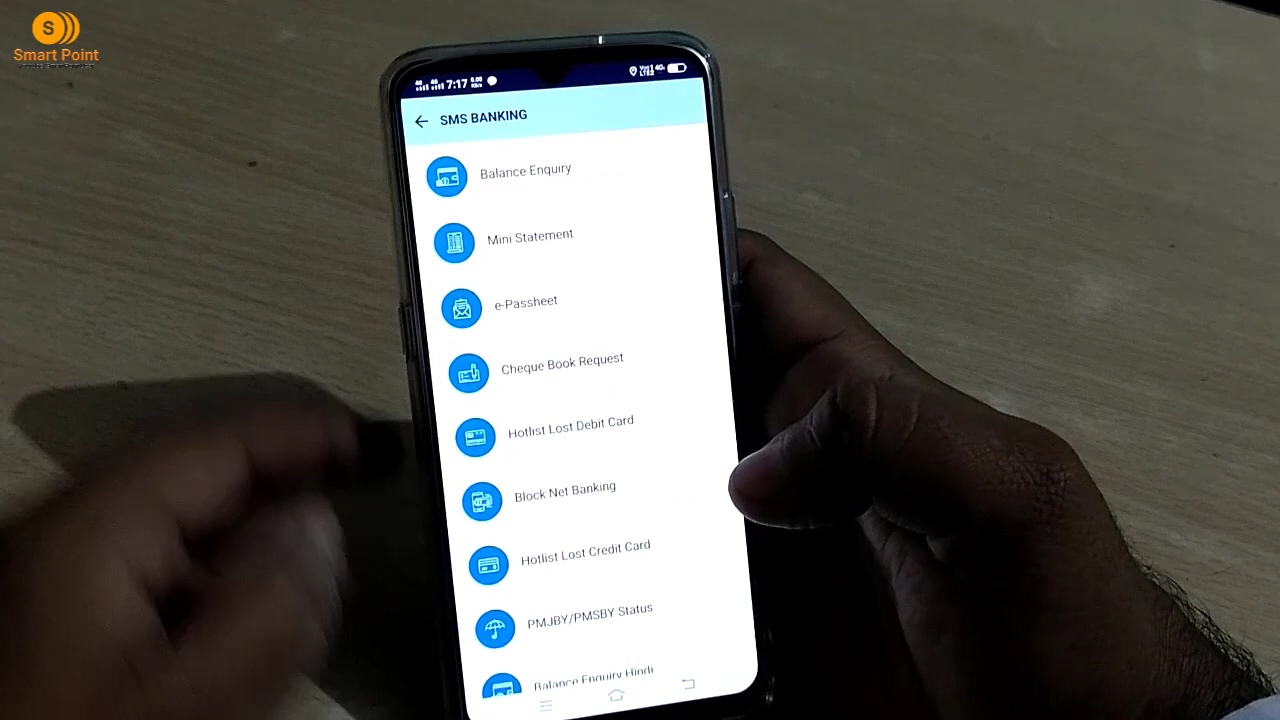 S
Smart Point
7:17
SMS BANKING
Balance Enquiry
Mini Statement
e-Passheet
Cheque Book Request
Hotlist Lost Debit Card
Block Net Banking
Hotlist Lost Credit Card
PMJBY/PMSBY Status
Balance Enquiry Hindi